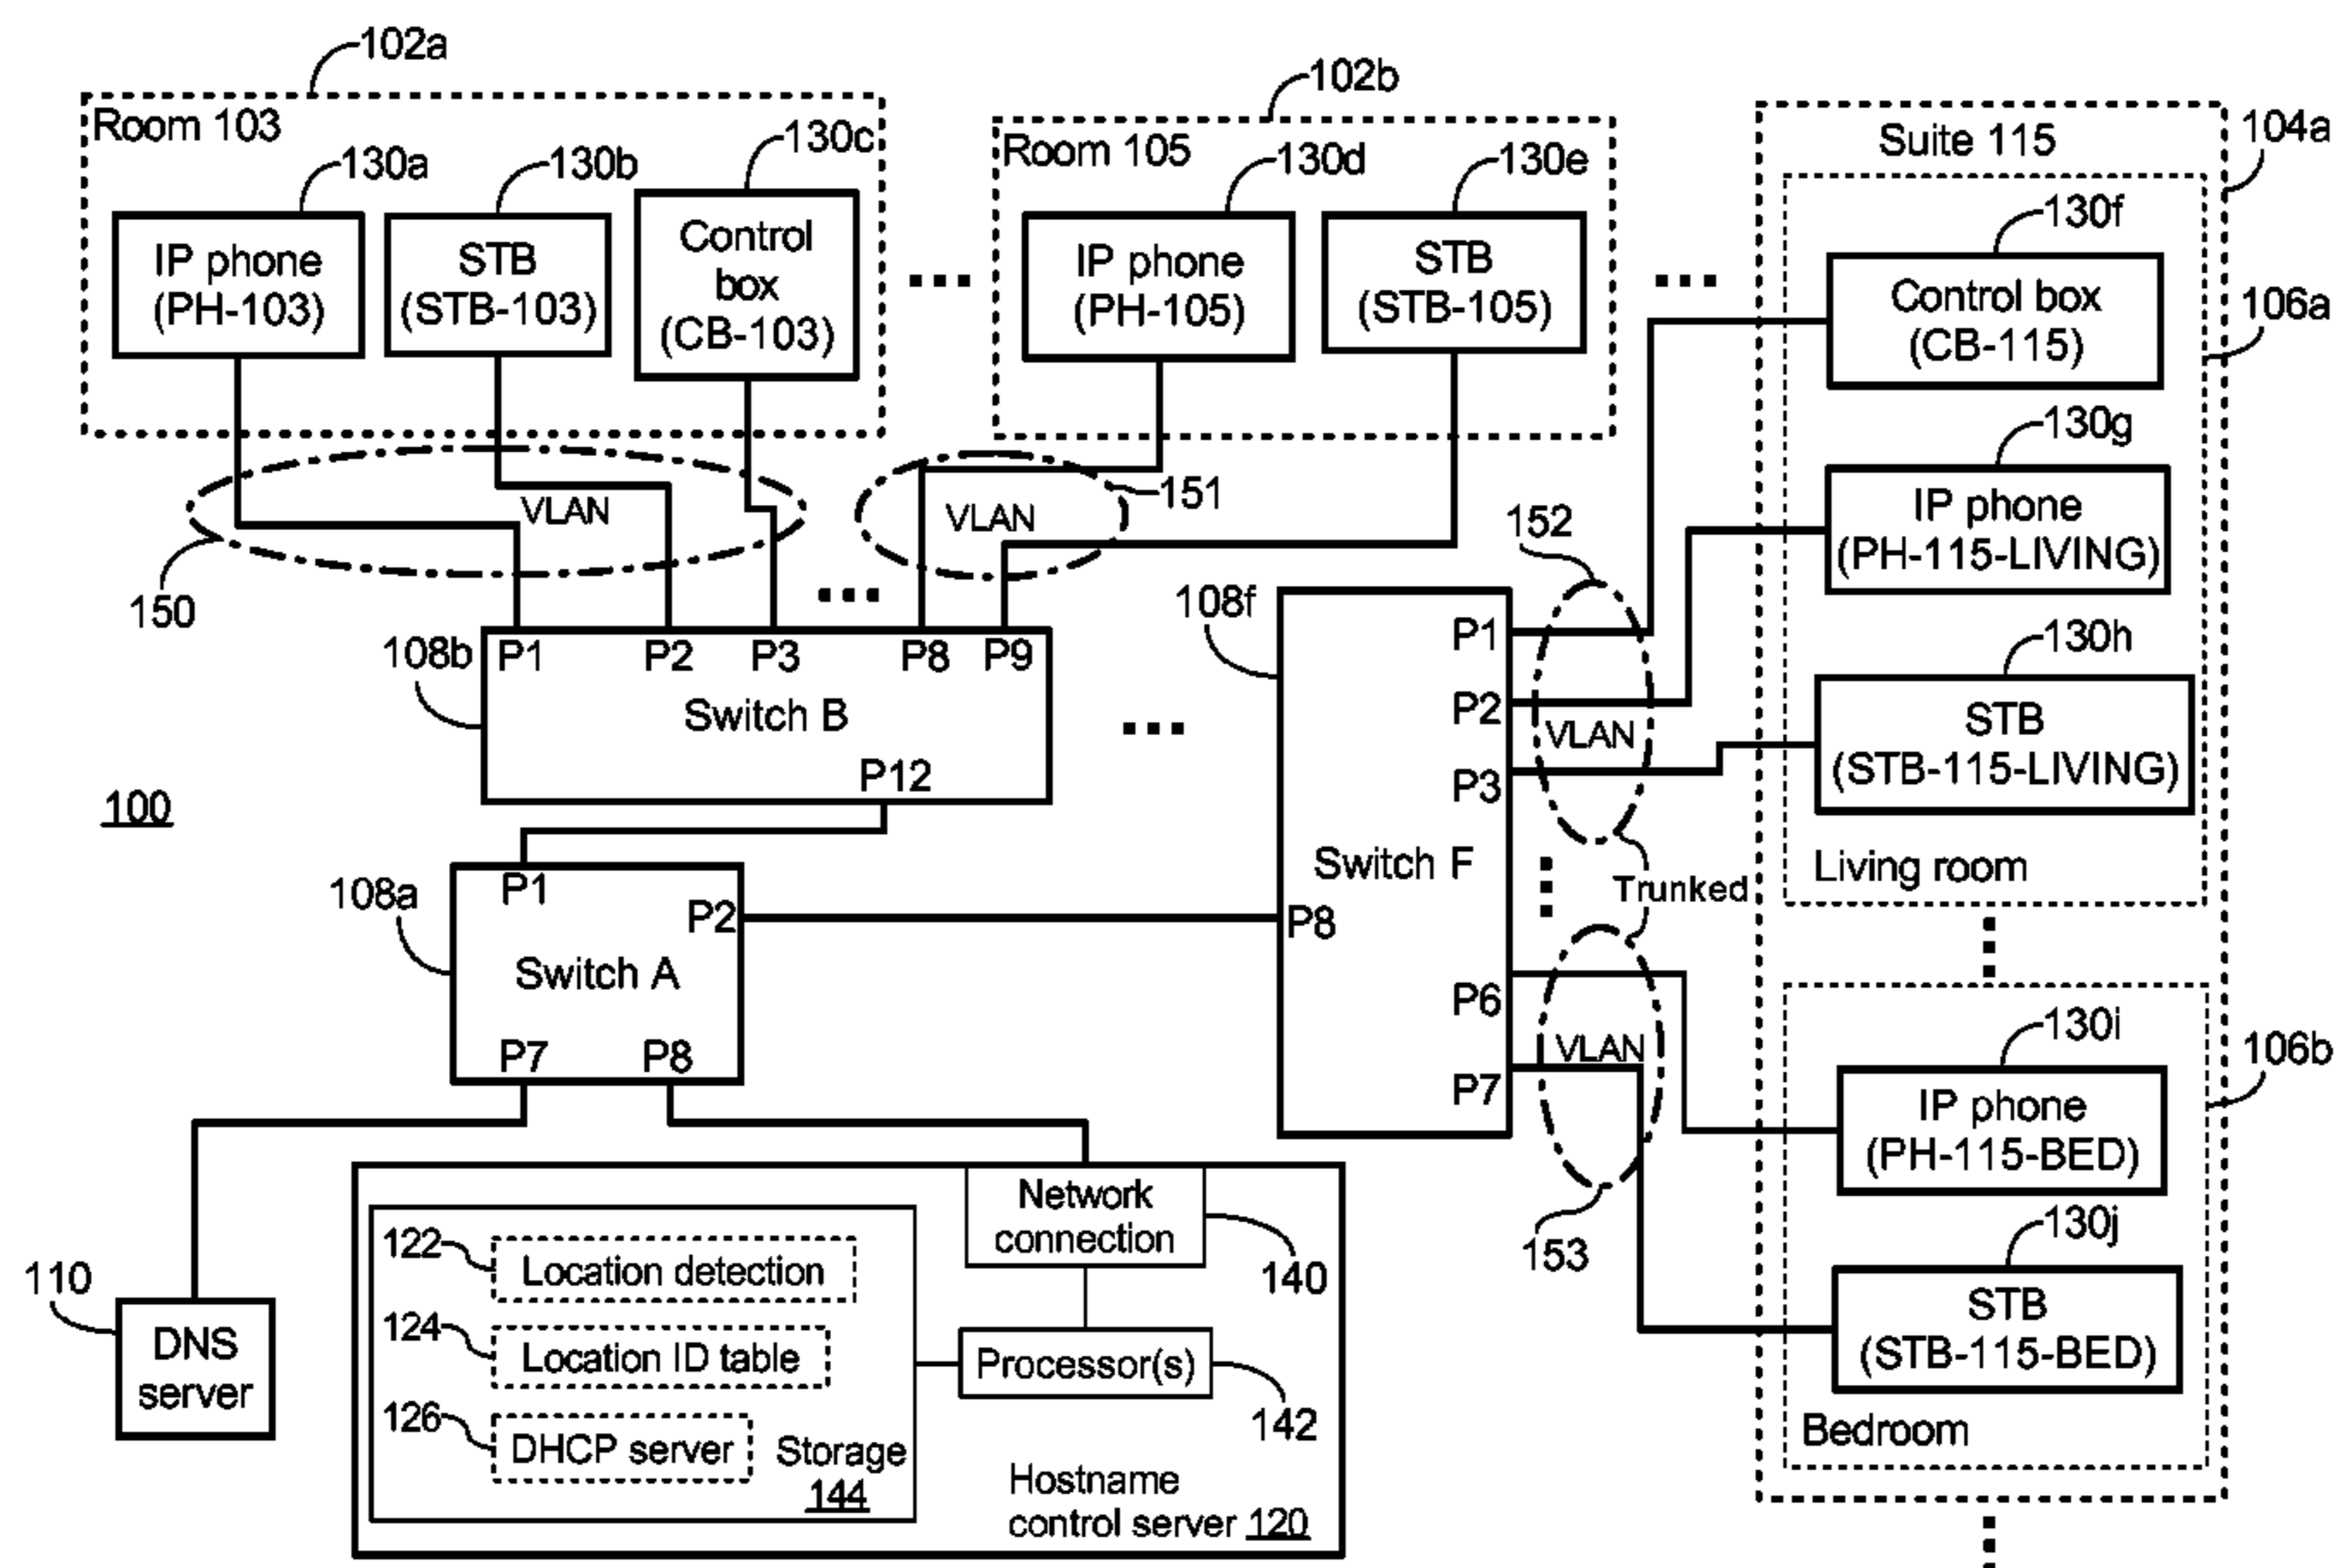 102a
102b
Room 103
130a
130b
130c
IP phone
(PH-103)
STB
(STB-103)
Control
box
(CB-103)
Room 105
130d
130e
IP phone
(PH-105)
STB
(STB-105)
Suite 115
104a
130f
106a
Control box
(CB-115)
130g
IP phone
(PH-115-LIVING)
130h
STB
(STB-115-LIVING)
Living room
VLAN
150
VLAN
151
152
108b
P1
P2
P3
P8
P9
Switch B
P12
108f
P1
P2
VLAN
P3
Switch F
Trunked
P8
P6
VLAN
P7
153
100
108a
P1
P2
Switch A
P7
P8
130i
106b
IP phone
(PH-115-BED)
130j
STB
(STB-115-BED)
Bedroom
110
DNS
server
Network
connection
140
122
Location detection
124
Location ID table
126
DHCP server
Storage
144
Processor(s)
142
Hostname
control server 120